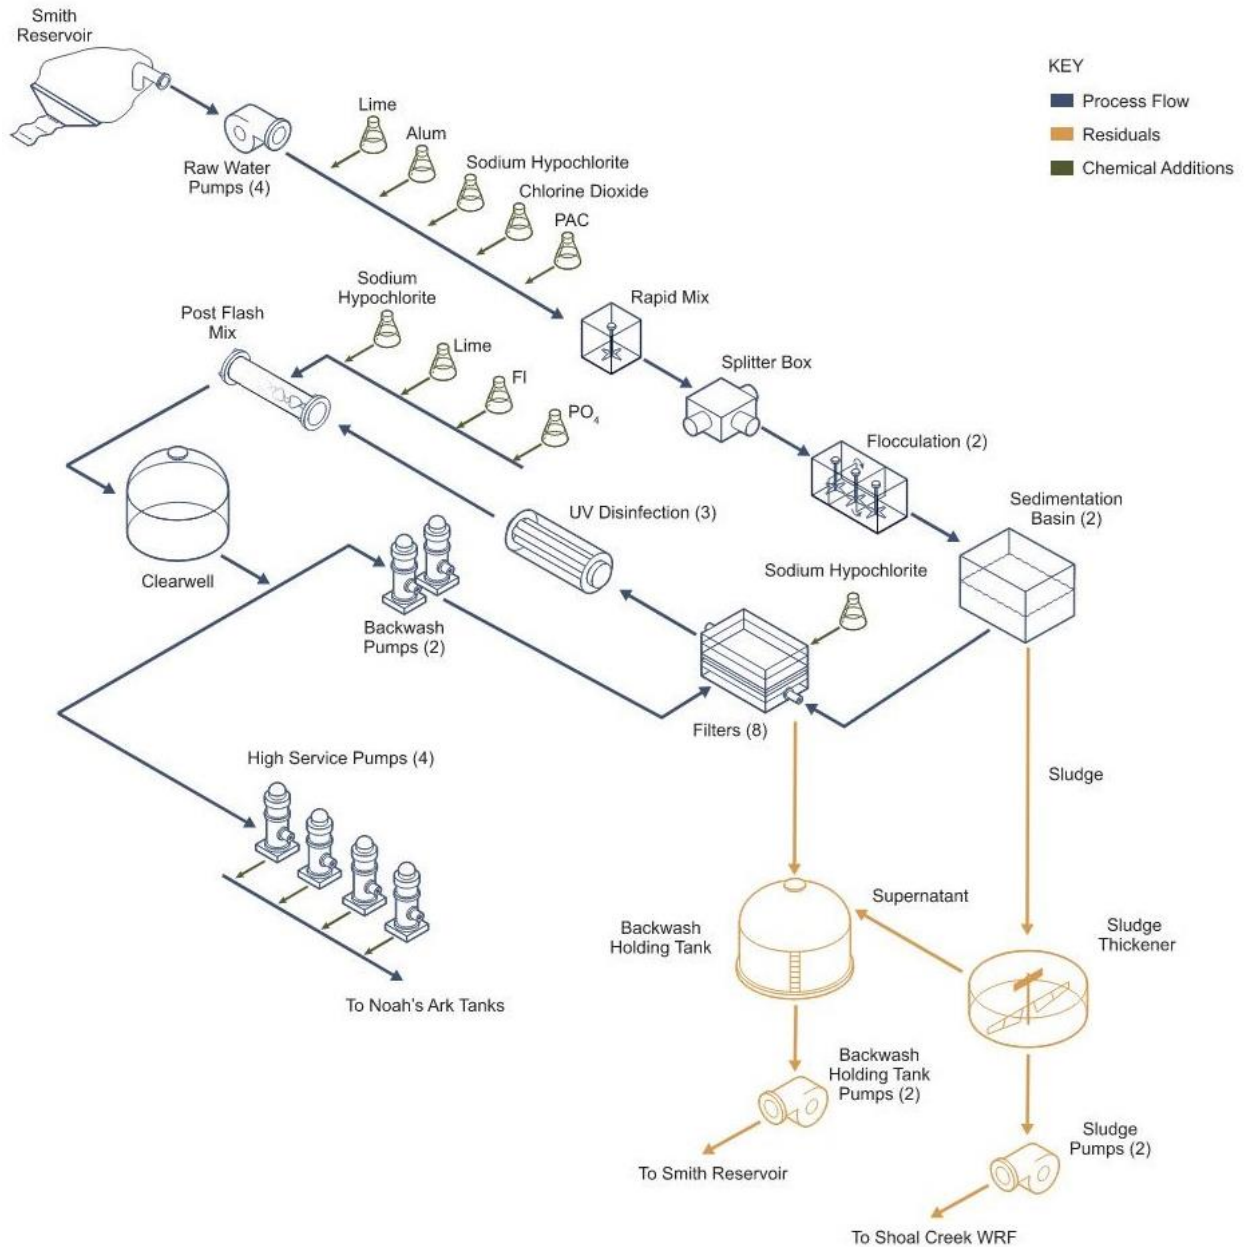 Smith
Reservoir
KEY
Process Flow
Residuals
Chemical Additions
Raw Water
Pumps (4)
Lime
Alum
Sodium Hypochlorite
Chlorine Dioxide
PAC
Rapid Mix
Splitter Box
Flocculation (2)
Sedimentation
Basin (2)
Sodium
Hypochlorite
Lime
Fl
PO₄
Post Flash
Mix
UV Disinfection (3)
Sodium Hypochlorite
Clearwell
Backwash
Pumps (2)
Filters (8)
High Service Pumps (4)
To Noah's Ark Tanks
Sludge
Supernatant
Backwash
Holding Tank
Sludge
Thickener
Backwash
Holding Tank
Pumps (2)
To Smith Reservoir
Sludge
Pumps (2)
To Shoal Creek WRF